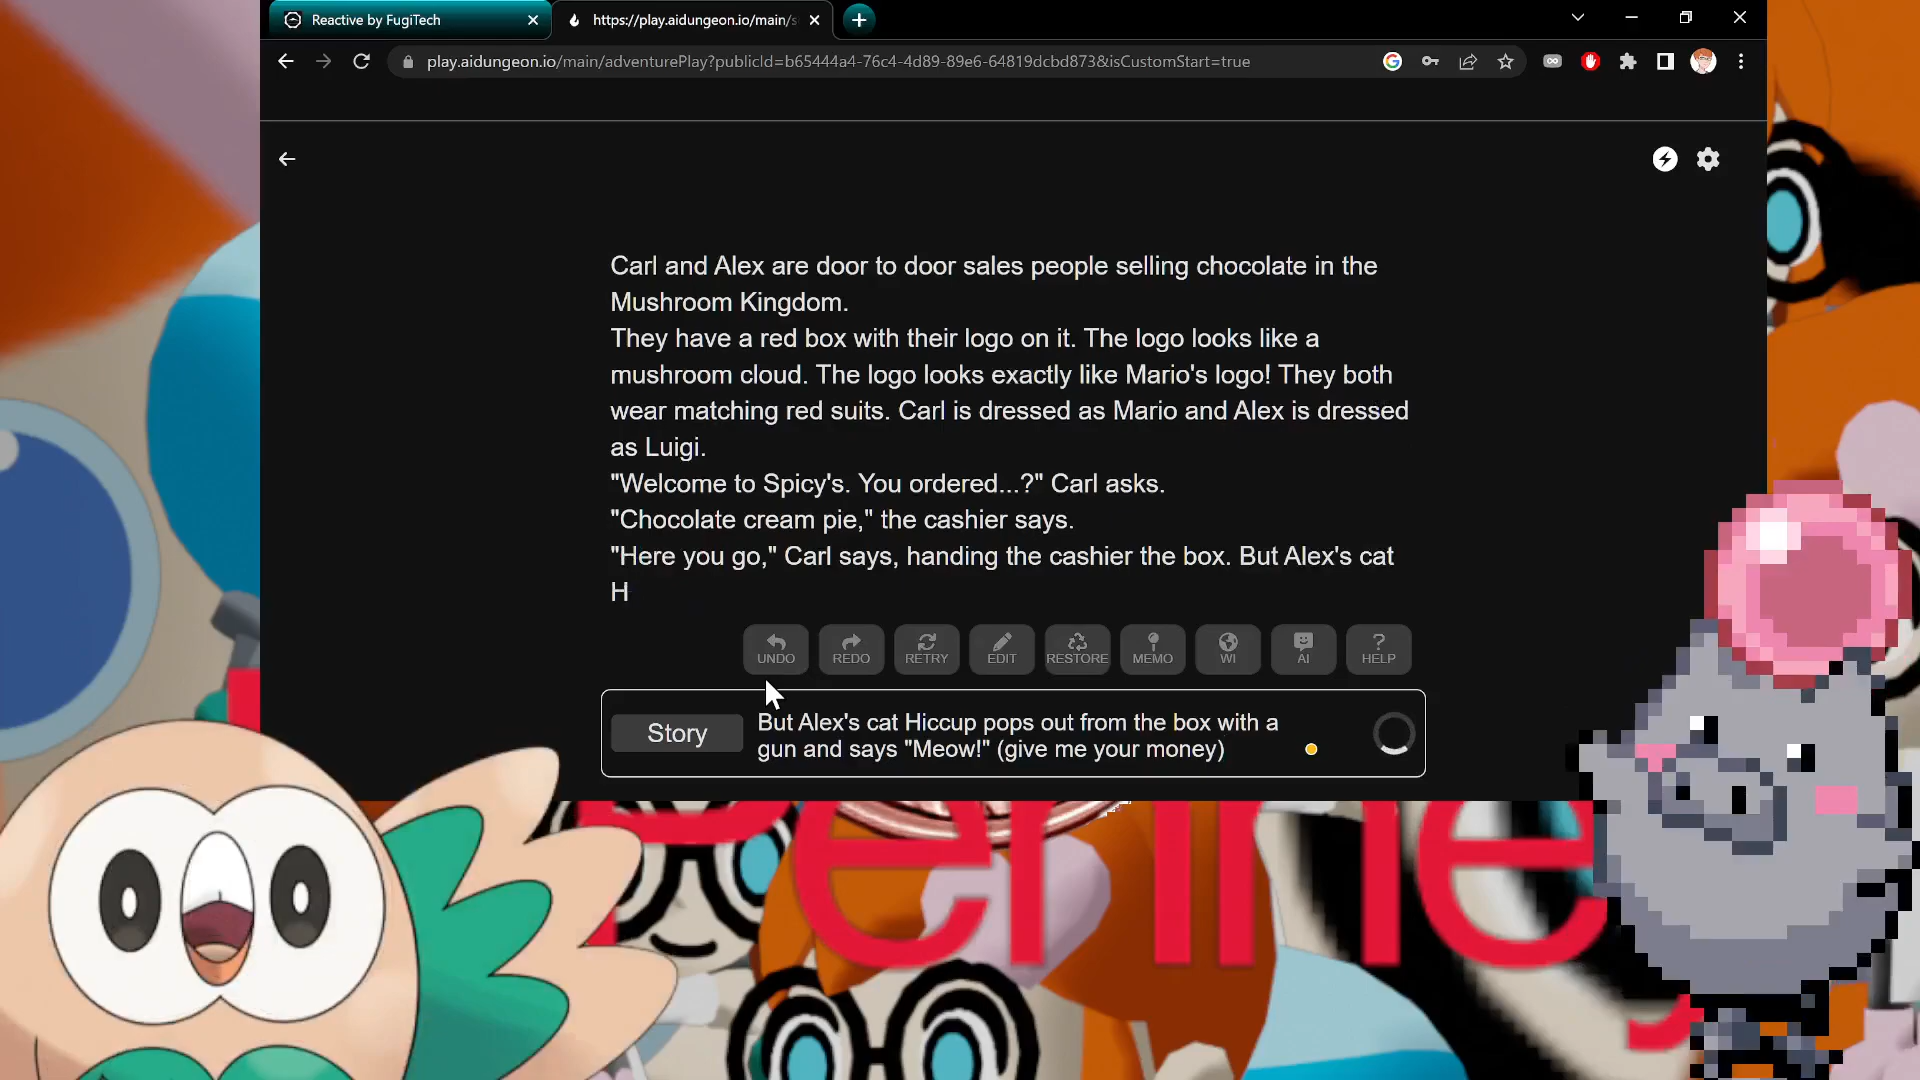 Reactive by FugiTech
https://play.aidungeon.io/main/s
play.aidungeon.io/main/adventurePlay?publicId=b65444a4-76c4-4d89-89e6-64819dcbd873&isCustomStart=true
Carl and Alex are door to door sales people selling chocolate in the
Mushroom Kingdom.
They have a red box with their logo on it. The logo looks like a
mushroom cloud. The logo looks exactly like Mario's logo! They both
wear matching red suits. Carl is dressed as Mario and Alex is dressed
as Luigi.
"Welcome to Spicy's. You ordered...?" Carl asks.
"Chocolate cream pie," the cashier says.
"Here you go," Carl says, handing the cashier the box. But Alex's cat
H
UNDO REDO RETRY EDIT RESTORE MEMO WI AI HELP
Story
But Alex's cat Hiccup pops out from the box with a
gun and says "Meow!" (give me your money)